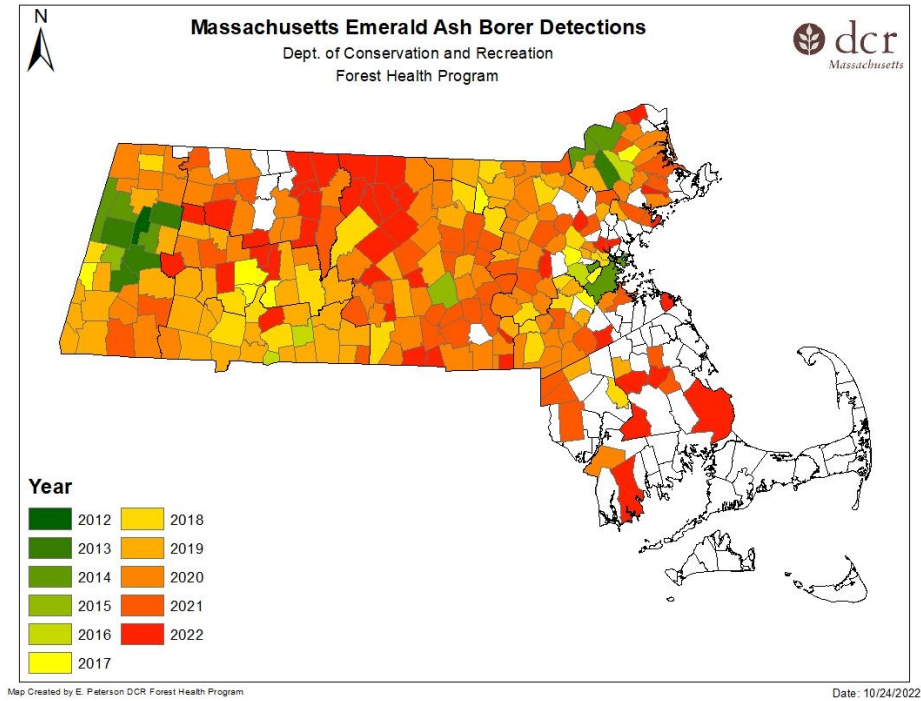 N
Massachusetts Emerald Ash Borer Detections
Dept. of Conservation and Recreation
Forest Health Program
dcr
Massachusetts
Year
2012
2013
2014
2015
2016
2017
2018
2019
2020
2021
2022
Map Created by E. Peterson DCR Forest Health Program
Date: 10/24/2022